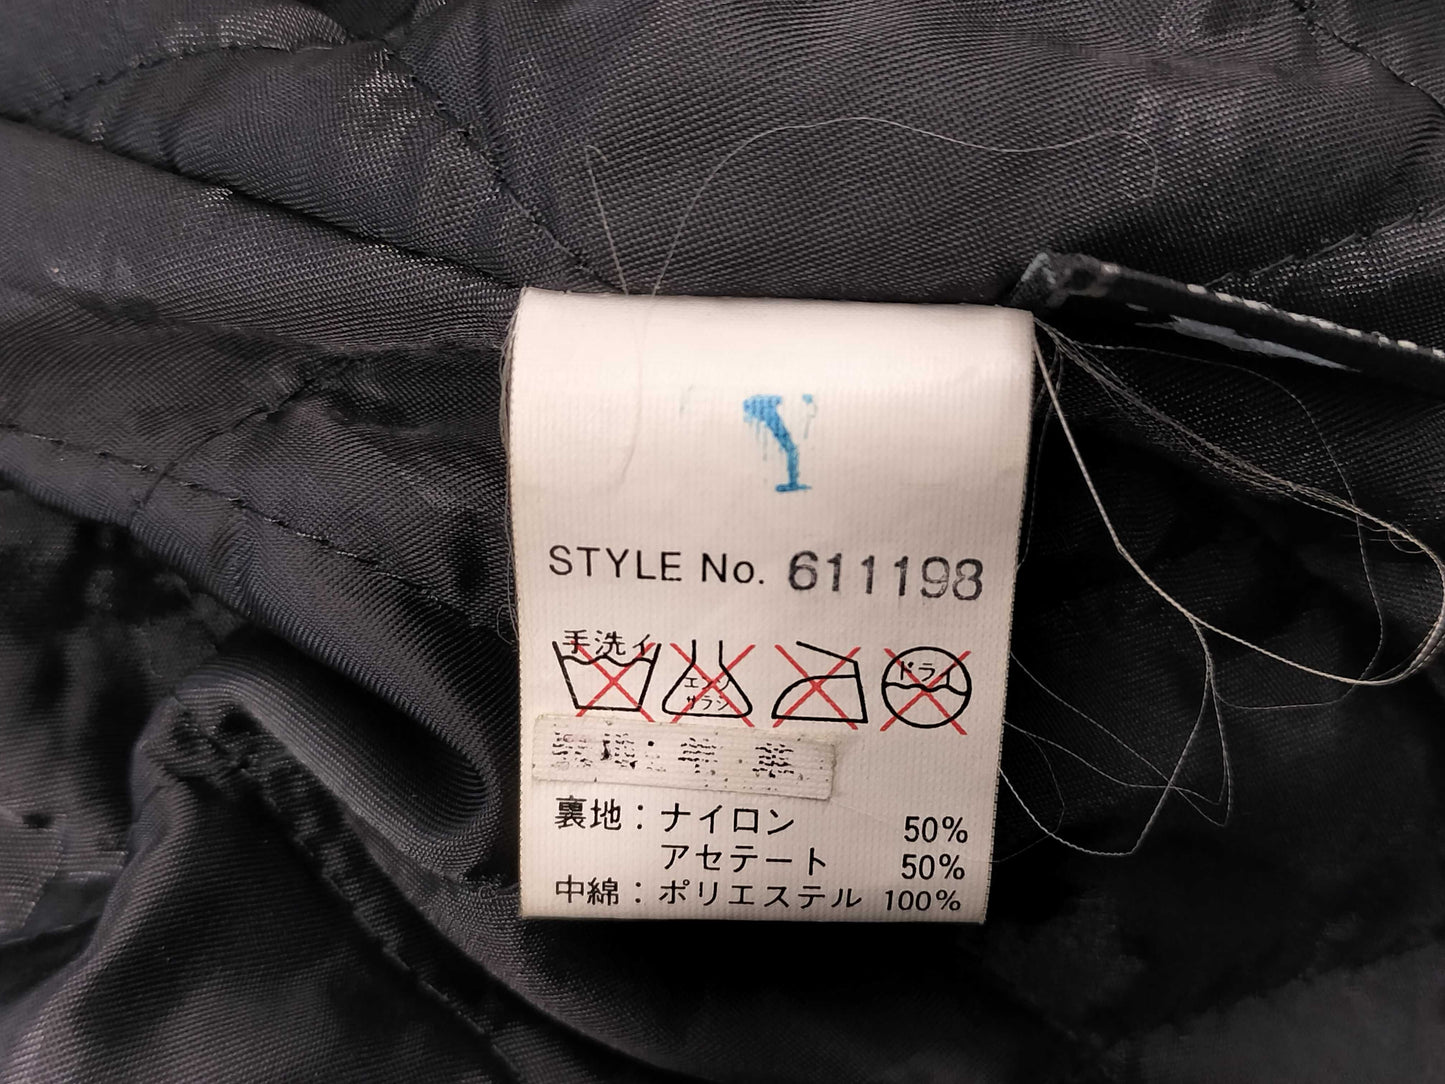 Y
STYLE No. 611198
手洗イ エンソ サラシ ドライ
裏地：ナイロン 50%
アセテート 50%
中綿：ポリエステル 100%